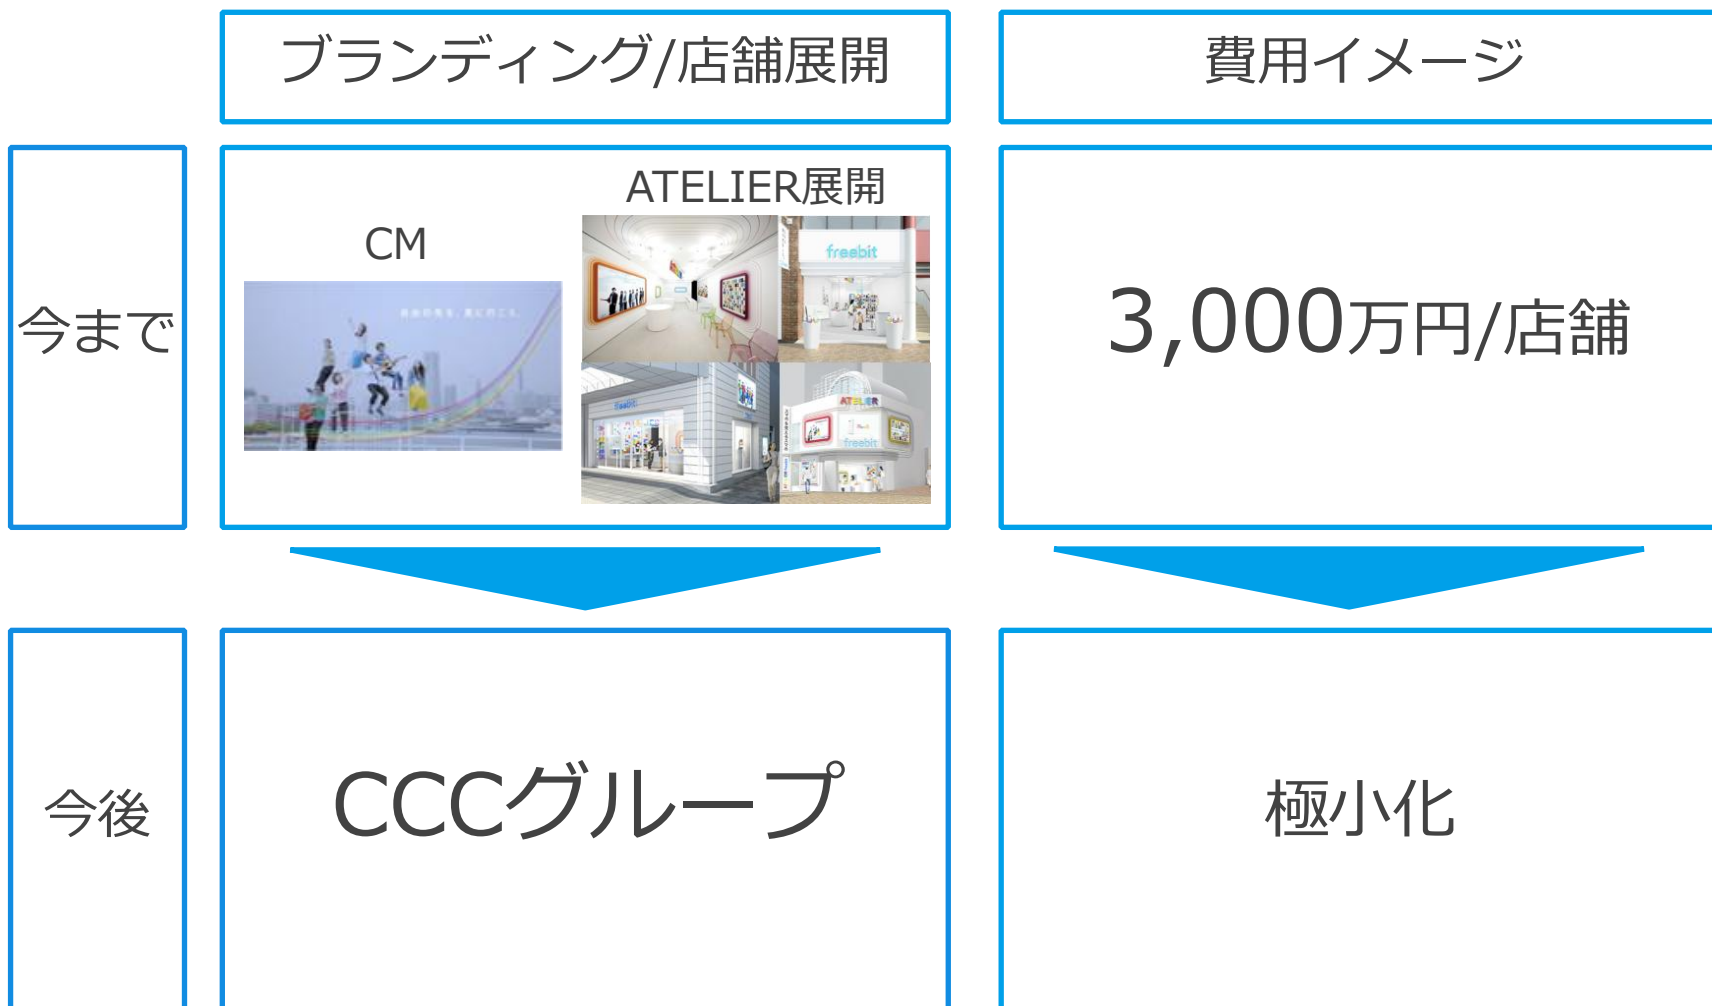 ブランディング/店舗展開
費用イメージ
今まで
CM
ATELIER展開
freebit
freebit
ATELIER
freebit
3,000万円/店舗
今後
CCCグループ
極小化